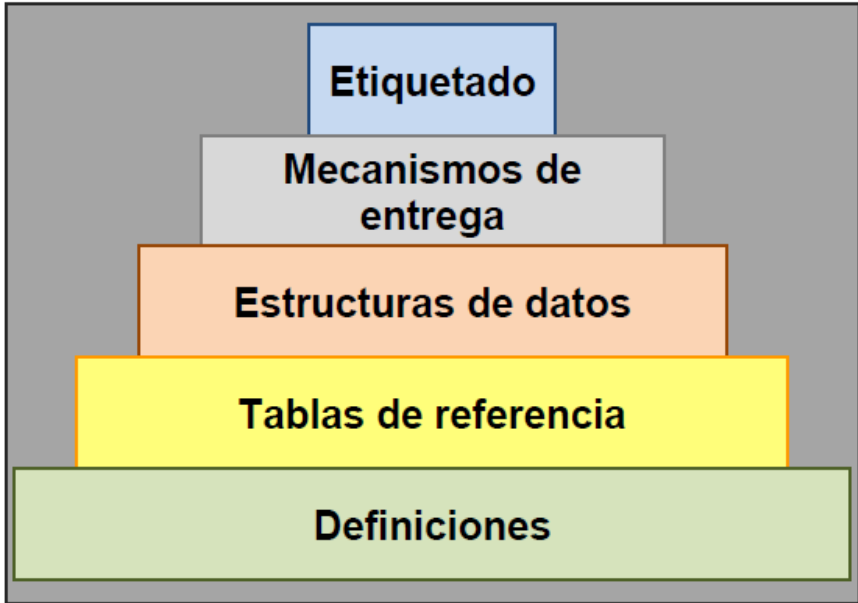 Etiquetado
Mecanismos de
entrega
Estructuras de datos
Tablas de referencia
Definiciones